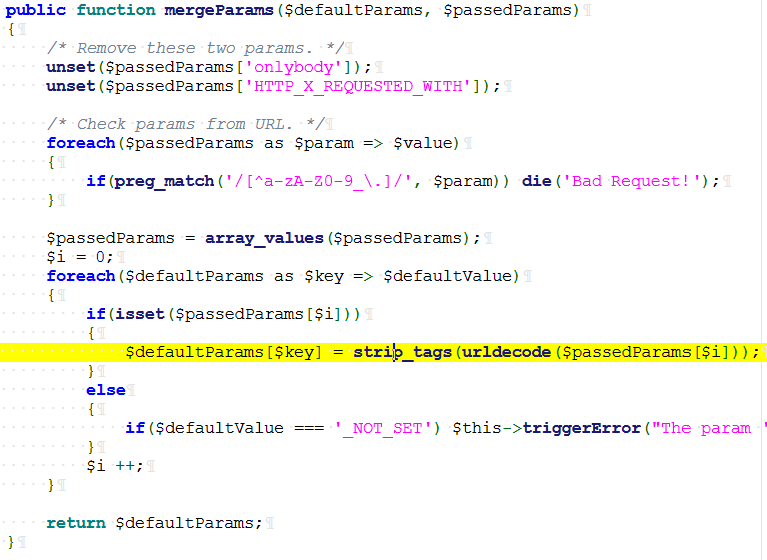 public function mergeParams($defaultParams, $passedParams)
{
    /* Remove these two params. */
    unset($passedParams['onlybody']);
    unset($passedParams['HTTP_X_REQUESTED_WITH']);

    /* Check params from URL. */
    foreach($passedParams as $param => $value)
    {
        if(preg_match('/[^a-zA-Z0-9_\.]/', $param)) die('Bad Request!');
    }

    $passedParams = array_values($passedParams);
    $i = 0;
    foreach($defaultParams as $key => $defaultValue)
    {
        if(isset($passedParams[$i]))
        {
            $defaultParams[$key] = strip_tags(urldecode($passedParams[$i]));
        }
        else
        {
            if($defaultValue === '_NOT_SET') $this->triggerError("The param '
        }
        $i ++;
    }

    return $defaultParams;
}